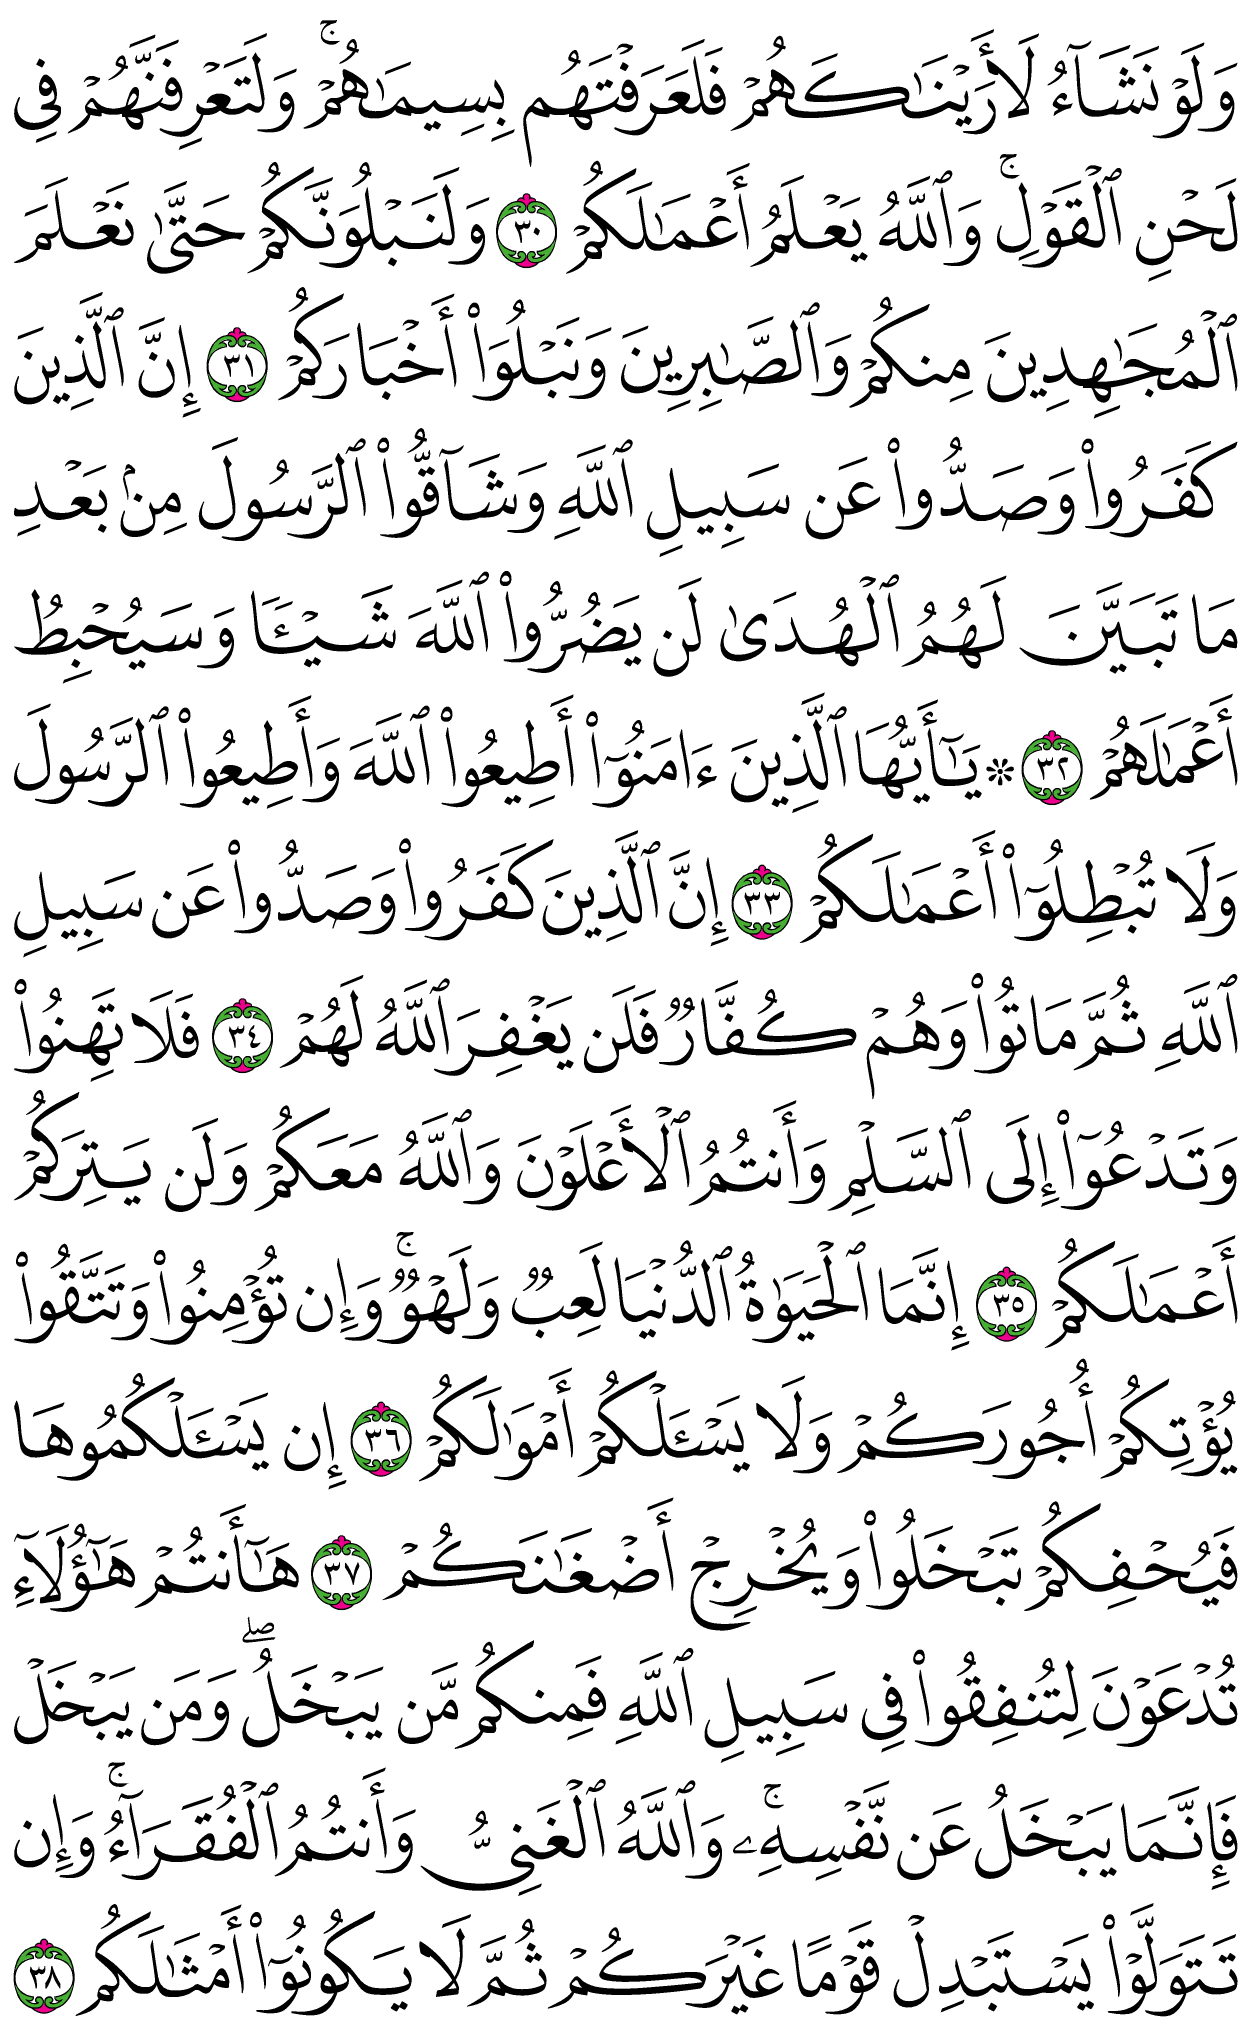 وَلَوۡ نَشَآءُ لَأَرَيۡنَٰكَهُمۡ فَلَعَرَفۡتَهُم بِسِيمَٰهُمۡۚ وَلَتَعۡرِفَنَّهُمۡ فِي
لَحۡنِ ٱلۡقَوۡلِۚ وَٱللَّهُ يَعۡلَمُ أَعۡمَٰلَكُمۡ ٣٠ وَلَنَبۡلُوَنَّكُمۡ حَتَّىٰ نَعۡلَمَ
ٱلۡمُجَٰهِدِينَ مِنكُمۡ وَٱلصَّٰبِرِينَ وَنَبۡلُوَاْ أَخۡبَارَكُمۡ ٣١ إِنَّ ٱلَّذِينَ
كَفَرُواْ وَصَدُّواْ عَن سَبِيلِ ٱللَّهِ وَشَآقُّواْ ٱلرَّسُولَ مِنۢ بَعۡدِ
مَا تَبَيَّنَ لَهُمُ ٱلۡهُدَىٰ لَن يَضُرُّواْ ٱللَّهَ شَيۡـٔٗا وَسَيُحۡبِطُ
أَعۡمَٰلَهُمۡ ٣٢ ۞ يَٰٓأَيُّهَا ٱلَّذِينَ ءَامَنُوٓاْ أَطِيعُواْ ٱللَّهَ وَأَطِيعُواْ ٱلرَّسُولَ
وَلَا تُبۡطِلُوٓاْ أَعۡمَٰلَكُمۡ ٣٣ إِنَّ ٱلَّذِينَ كَفَرُواْ وَصَدُّواْ عَن سَبِيلِ
ٱللَّهِ ثُمَّ مَاتُواْ وَهُمۡ كُفَّارٞ فَلَن يَغۡفِرَ ٱللَّهُ لَهُمۡ ٣٤ فَلَا تَهِنُواْ
وَتَدۡعُوٓاْ إِلَى ٱلسَّلۡمِ وَأَنتُمُ ٱلۡأَعۡلَوۡنَ وَٱللَّهُ مَعَكُمۡ وَلَن يَتِرَكُمۡ
أَعۡمَٰلَكُمۡ ٣٥ إِنَّمَا ٱلۡحَيَوٰةُ ٱلدُّنۡيَا لَعِبٞ وَلَهۡوٞۚ وَإِن تُؤۡمِنُواْ وَتَتَّقُواْ
يُؤۡتِكُمۡ أُجُورَكُمۡ وَلَا يَسۡـَٔلۡكُمۡ أَمۡوَٰلَكُمۡ ٣٦ إِن يَسۡـَٔلۡكُمُوهَا
فَيُحۡفِكُمۡ تَبۡخَلُواْ وَيُخۡرِجۡ أَضۡغَٰنَكُمۡ ٣٧ هَٰٓأَنتُمۡ هَٰٓؤُلَآءِ
تُدۡعَوۡنَ لِتُنفِقُواْ فِي سَبِيلِ ٱللَّهِ فَمِنكُم مَّن يَبۡخَلُۖ وَمَن يَبۡخَلۡ
فَإِنَّمَا يَبۡخَلُ عَن نَّفۡسِهِۦۚ وَٱللَّهُ ٱلۡغَنِيُّ وَأَنتُمُ ٱلۡفُقَرَآءُۚ وَإِن
تَتَوَلَّوۡاْ يَسۡتَبۡدِلۡ قَوۡمًا غَيۡرَكُمۡ ثُمَّ لَا يَكُونُوٓاْ أَمۡثَٰلَكُم ٣٨